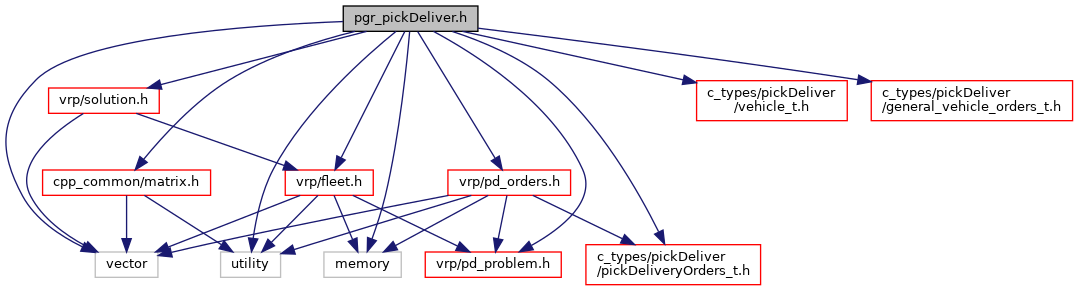 pgr_pickDeliver.h
vrp/solution.h
c_types/pickDeliver
/vehicle_t.h
c_types/pickDeliver
/general_vehicle_orders_t.h
cpp_common/matrix.h
vrp/fleet.h
vrp/pd_orders.h
vector
utility
memory
vrp/pd_problem.h
c_types/pickDeliver
/pickDeliveryOrders_t.h